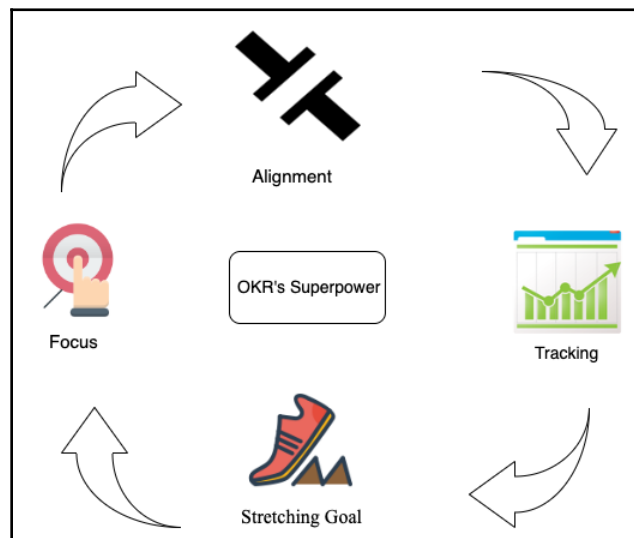 Alignment
OKR's Superpower
Focus
Tracking
Stretching Goal